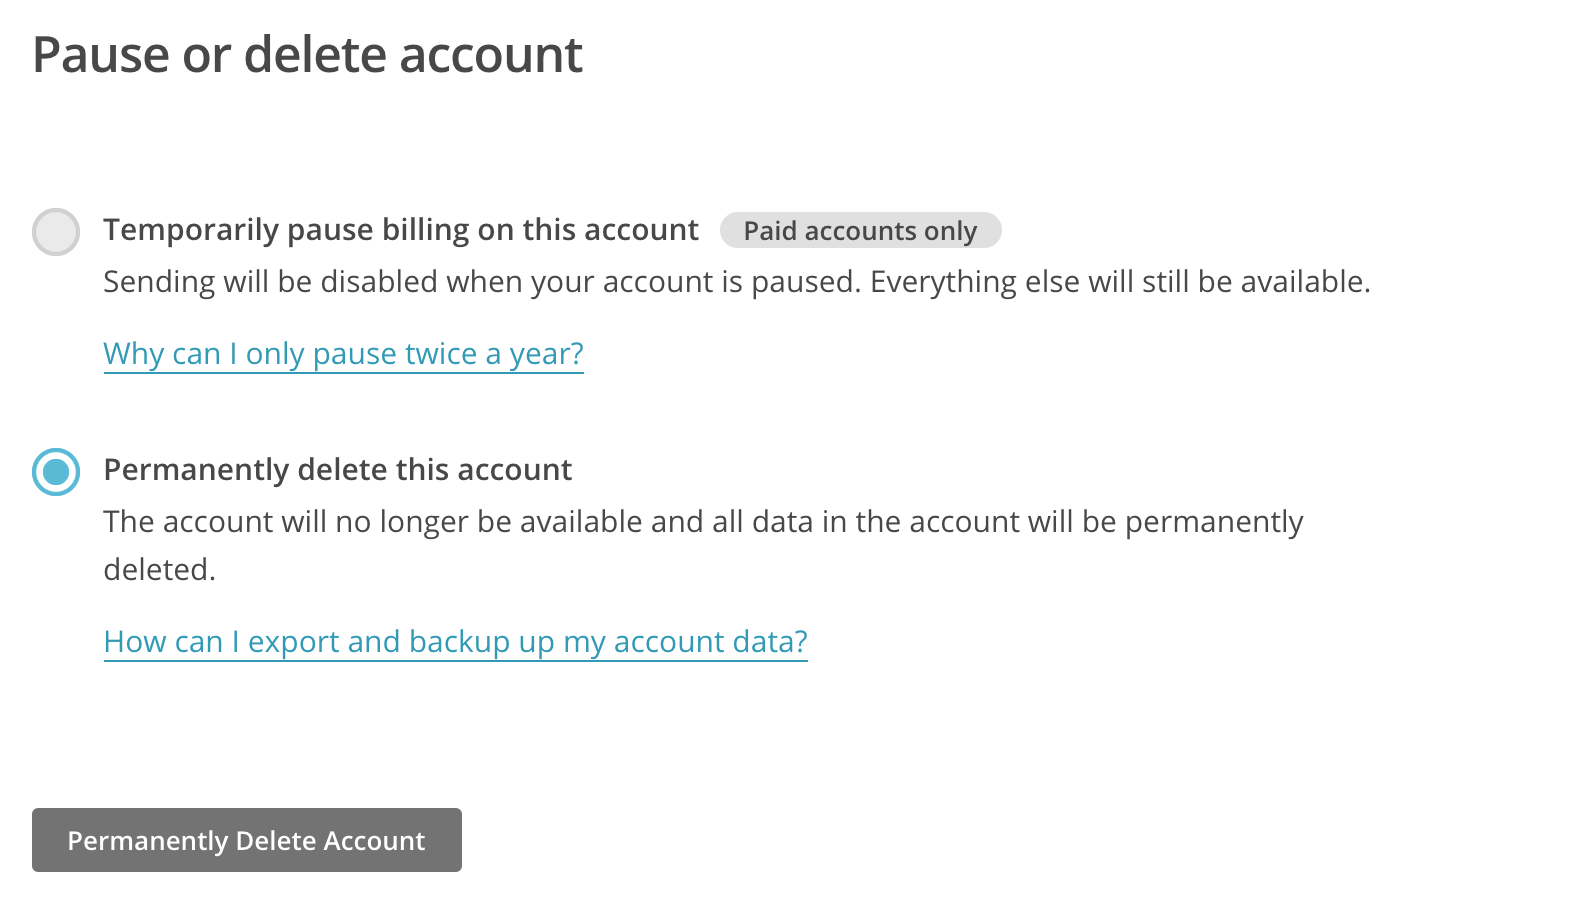 Pause or delete account
Temporarily pause billing on this account Paid accounts only
Sending will be disabled when your account is paused. Everything else will still be available.
Why can I only pause twice a year?
Permanently delete this account
The account will no longer be available and all data in the account will be permanently
deleted.
How can I export and backup up my account data?
Permanently Delete Account